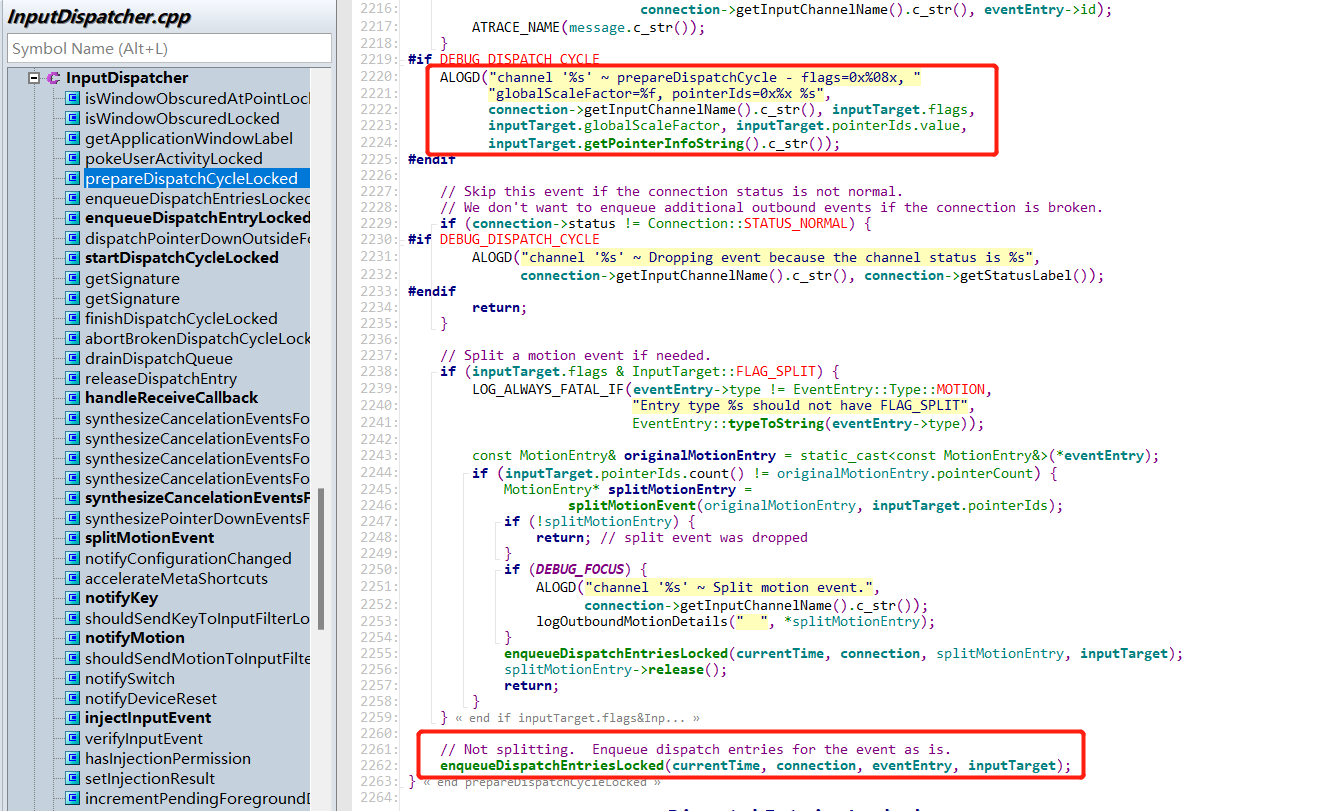 InputDispatcher.cpp
Symbol Name (Alt+L)
InputDispatcher
isWindowObscuredAtPointLocl
isWindowObscuredLocked
getApplicationWindowLabel
pokeUserActivityLocked
prepareDispatchCycleLocked
enqueueDispatchEntriesLocked
enqueueDispatchEntryLocked
dispatchPointerDownOutsideFo
startDispatchCycleLocked
getSignature
getSignature
finishDispatchCycleLocked
abortBrokenDispatchCycleLock
drainDispatchQueue
releaseDispatchEntry
handleReceiveCallback
synthesizeCancelationEventsFo
synthesizeCancelationEventsFo
synthesizeCancelationEventsFo
synthesizeCancelationEventsFo
synthesizeCancelationEventsF
synthesizePointerDownEventsF
splitMotionEvent
notifyConfigurationChanged
accelerateMetaShortcuts
notifyKey
shouldSendKeyToInputFilterLo
notifyMotion
shouldSendMotionToInputFilte
notifySwitch
notifyDeviceReset
injectInputEvent
verifyInputEvent
hasInjectionPermission
setInjectionResult
incrementPendingForegroundD
2216: connection->getInputChannelName().c_str(), eventEntry->id);
2217: ATRACE_NAME(message.c_str());
2218: }
2219: #if DEBUG_DISPATCH_CYCLE
2220: ALOGD("channel '%s' ~ prepareDispatchCycle - flags=0x%08x, "
2221: "globalScaleFactor=%f, pointerIds=0x%x %s",
2222: connection->getInputChannelName().c_str(), inputTarget.flags,
2223: inputTarget.globalScaleFactor, inputTarget.pointerIds.value,
2224: inputTarget.getPointerInfoString().c_str());
2225: #endif
2226:
2227: // Skip this event if the connection status is not normal.
2228: // We don't want to enqueue additional outbound events if the connection is broken.
2229: if (connection->status != Connection::STATUS_NORMAL) {
2230: #if DEBUG_DISPATCH_CYCLE
2231: ALOGD("channel '%s' ~ Dropping event because the channel status is %s",
2232: connection->getInputChannelName().c_str(), connection->getStatusLabel());
2233: #endif
2234: return;
2235: }
2236:
2237: // Split a motion event if needed.
2238: if (inputTarget.flags & InputTarget::FLAG_SPLIT) {
2239: LOG_ALWAYS_FATAL_IF(eventEntry->type != EventEntry::Type::MOTION,
2240: "Entry type %s should not have FLAG_SPLIT",
2241: EventEntry::typeToString(eventEntry->type));
2242:
2243: const MotionEntry& originalMotionEntry = static_cast<const MotionEntry&>(*eventEntry);
2244: if (inputTarget.pointerIds.count() != originalMotionEntry.pointerCount) {
2245: MotionEntry* splitMotionEntry =
2246: splitMotionEvent(originalMotionEntry, inputTarget.pointerIds);
2247: if (!splitMotionEntry) {
2248: return; // split event was dropped
2249: }
2250: if (DEBUG_FOCUS) {
2251: ALOGD("channel '%s' ~ Split motion event.",
2252: connection->getInputChannelName().c_str());
2253: logOutboundMotionDetails("  ", *splitMotionEntry);
2254: }
2255: enqueueDispatchEntriesLocked(currentTime, connection, splitMotionEntry, inputTarget);
2256: splitMotionEntry->release();
2257: return;
2258: }
2259: } « end if inputTarget.flags&Inp... »
2260:
2261: // Not splitting.  Enqueue dispatch entries for the event as is.
2262: enqueueDispatchEntriesLocked(currentTime, connection, eventEntry, inputTarget);
2263: } « end prepareDispatchCycleLocked »
2264: